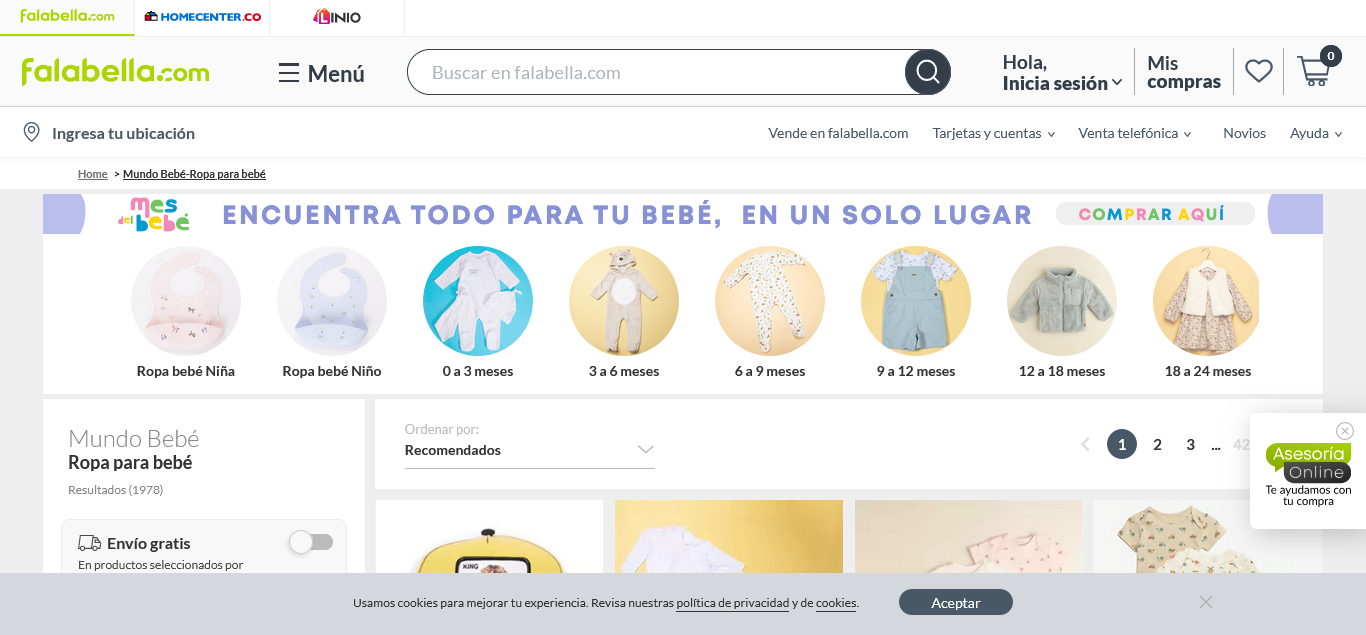 falabella.com
HOMECENTER.CO
LINIO
falabella.com
Menú
Buscar en falabella.com
Hola,
Inicia sesión
Mis
compras
0
Ingresa tu ubicación
Vende en falabella.com
Tarjetas y cuentas
Venta telefónica
Novios
Ayuda
Home > Mundo Bebé-Ropa para bebé
mes
del bebé
ENCUENTRA TODO PARA TU BEBÉ, EN UN SOLO LUGAR
COMPRAR AQUÍ
Ropa bebé Niña
Ropa bebé Niño
0 a 3 meses
3 a 6 meses
6 a 9 meses
9 a 12 meses
12 a 18 meses
18 a 24 meses
Mundo Bebé
Ropa para bebé
Resultados (1978)
Envío gratis
En productos seleccionados por
Ordenar por:
Recomendados
1 2 3 ... 42
Asesoría
Online
Te ayudamos con
tu compra
KING
Usamos cookies para mejorar tu experiencia. Revisa nuestras política de privacidad y de cookies.
Aceptar